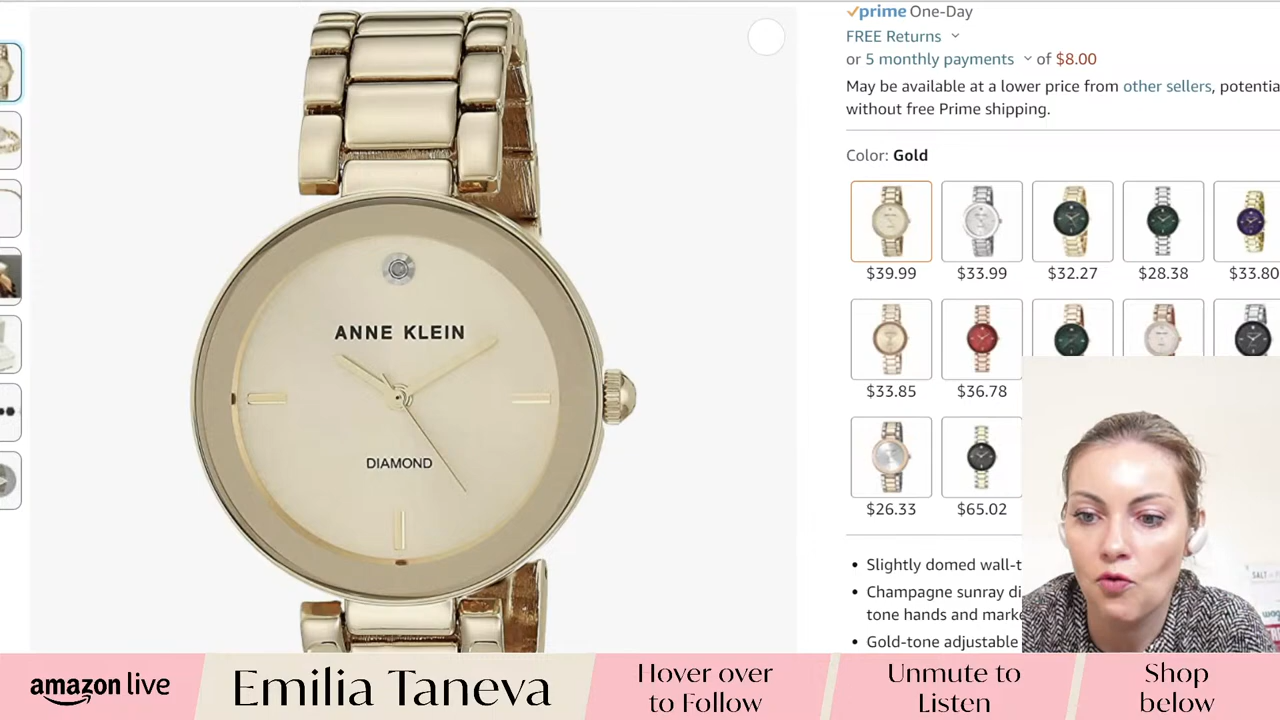 prime One-Day
FREE Returns
or 5 monthly payments of $8.00
May be available at a lower price from other sellers, potentia
without free Prime shipping.
Color: Gold
$39.99 $33.99 $32.27 $28.38 $33.80
$33.85 $36.78
$26.33 $65.02
Slightly domed wall-t
Champagne sunray di
tone hands and marke
Gold-tone adjustable
ANNE KLEIN
DIAMOND
SALT
amazon live
Emilia Taneva
Hover over
to Follow
Unmute to
Listen
Shop
below